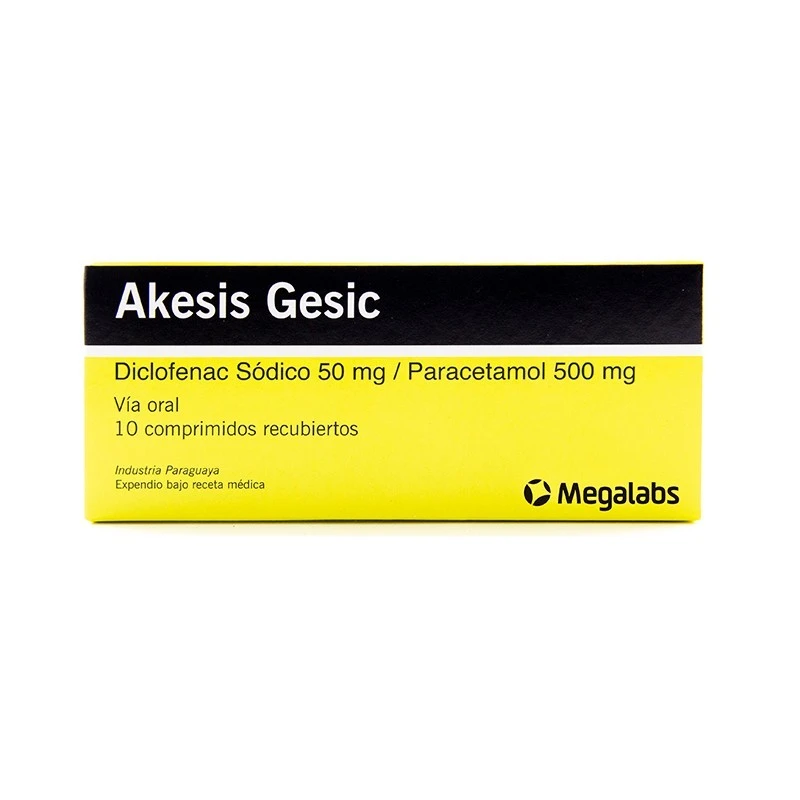 Akesis Gesic
Diclofenac Sódico 50 mg / Paracetamol 500 mg
Vía oral
10 comprimidos recubiertos
Industria Paraguaya
Expendio bajo receta médica
Megalabs